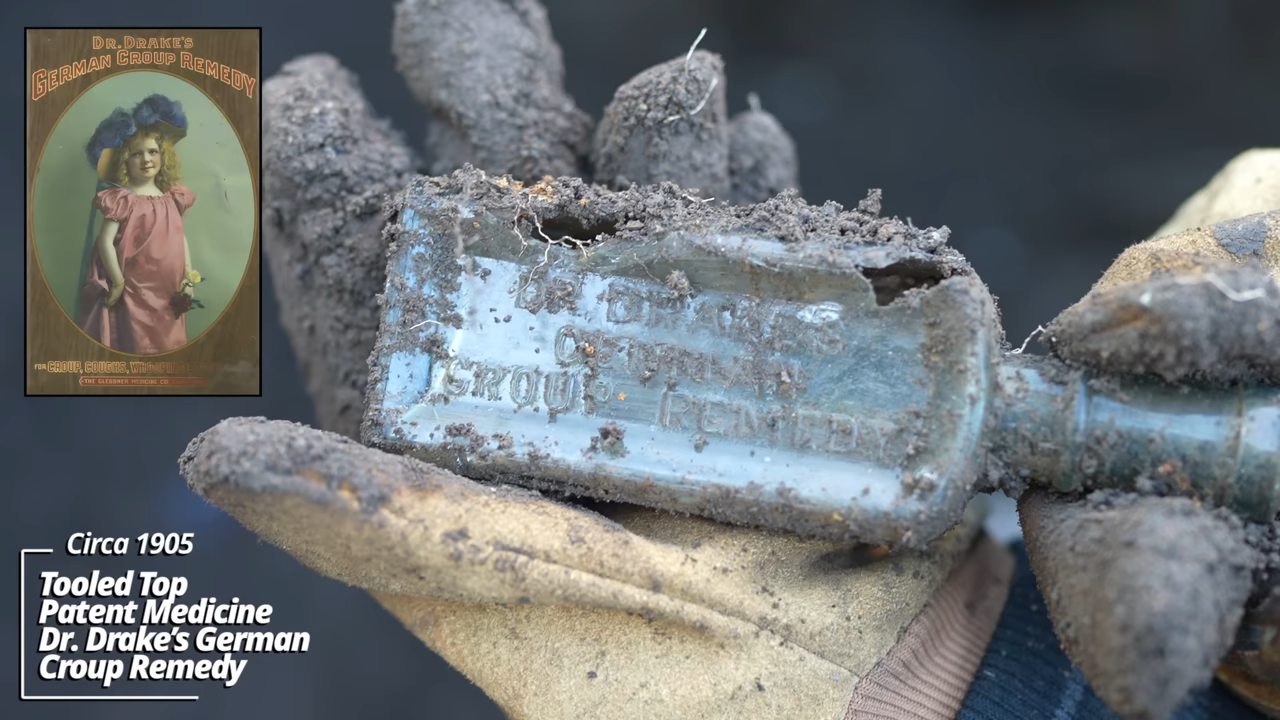 DR. DRAKE'S
GERMAN CROUP REMEDY
FOR CROUP, COUGHS,
THE GLESSNER MEDICINE CO.
DR. DRAKE'S
GERMAN
CROUP REMEDY
Circa 1905
Tooled Top
Patent Medicine
Dr. Drake's German
Croup Remedy